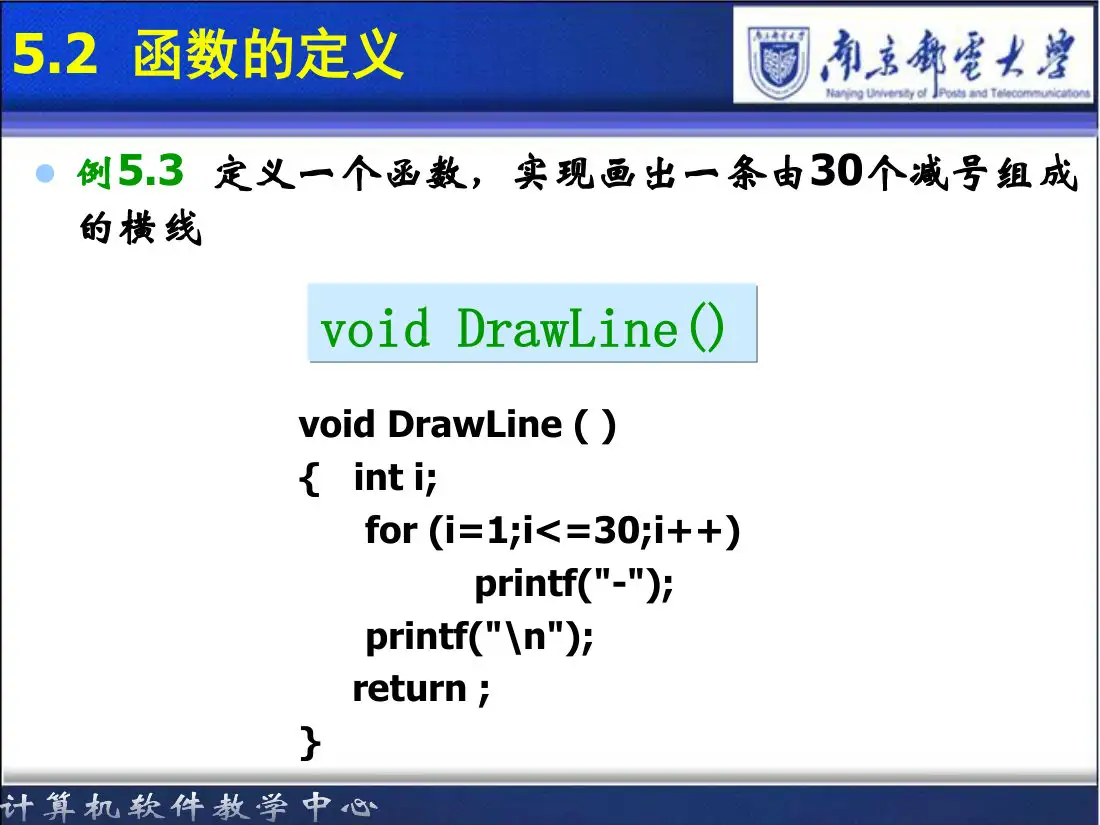 5.2 函数的定义
南京邮电大学
Nanjing University of Posts and Telecommunications
例5.3 定义一个函数，实现画出一条由30个减号组成
的横线
void DrawLine()
void DrawLine ( )
{ int i;
for (i=1;i<=30;i++)
printf("-");
printf("\n");
return ;
}
计算机软件教学中心